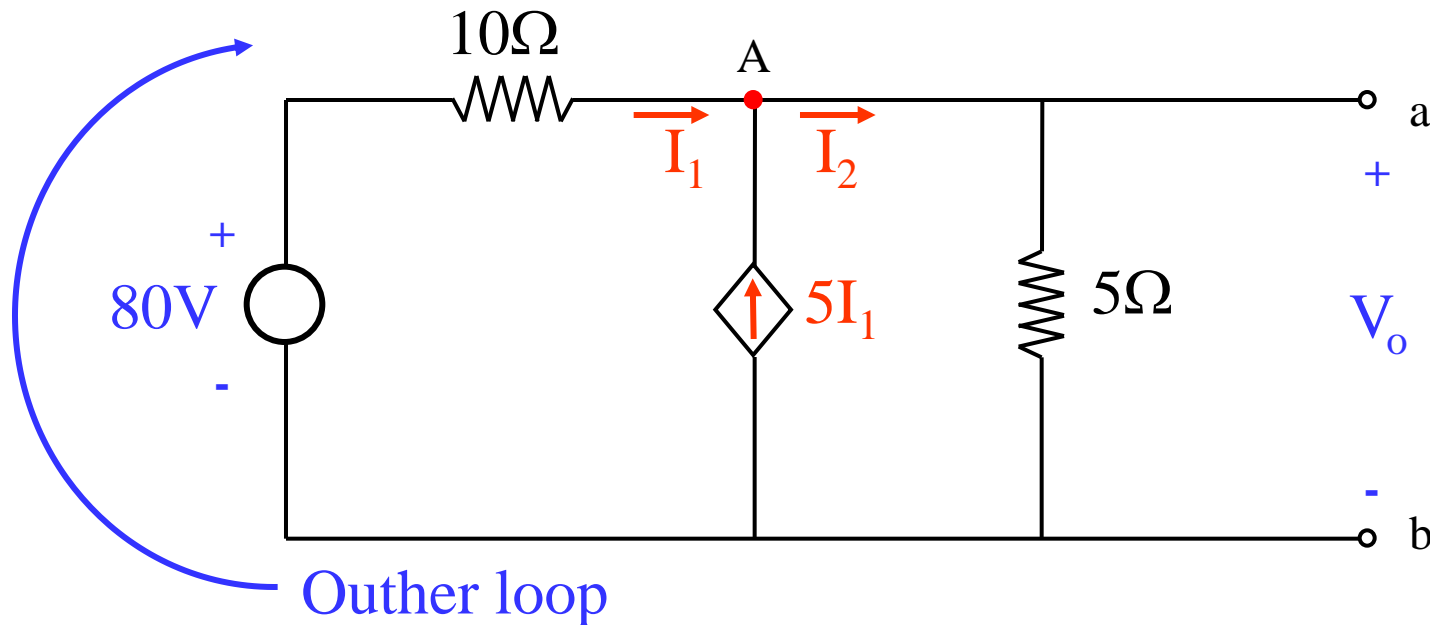 10Ω
A
a
I₁
I₂
+
+
80V
5I₁
5Ω
Vₒ
-
-
b
Outher loop